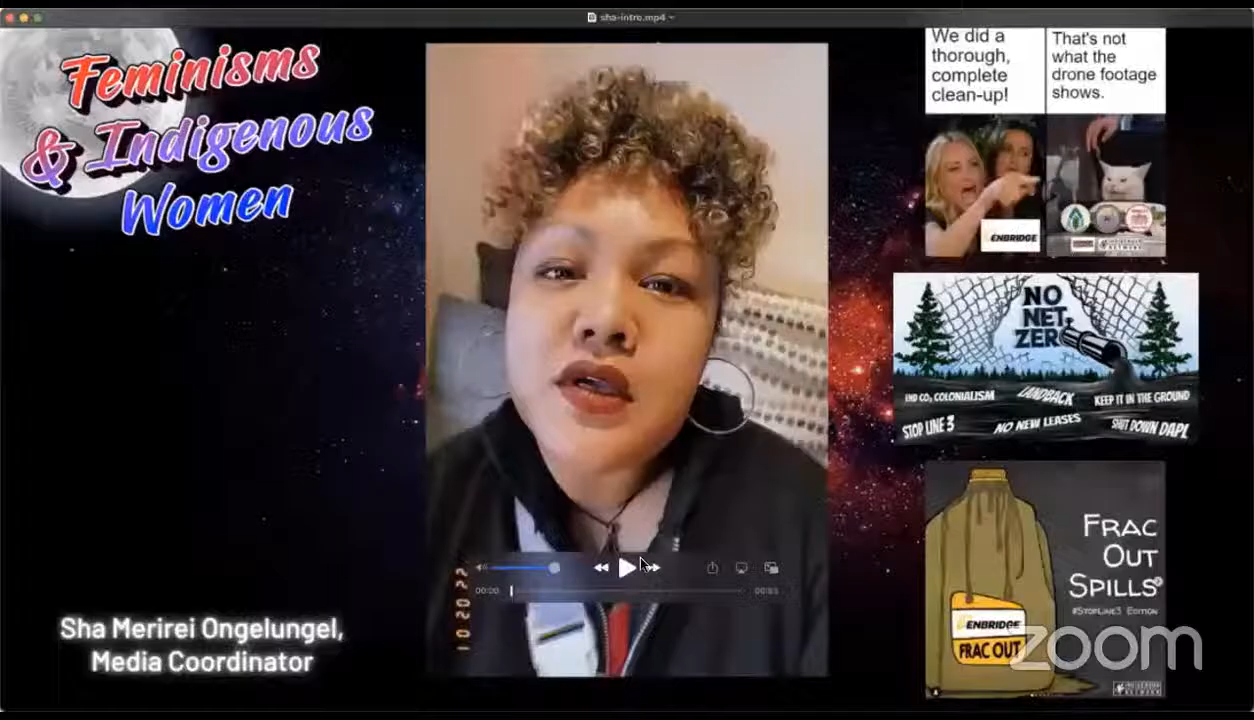 sha-intro.mp4
Feminisms
& Indigenous
Women
We did a
thorough,
complete
clean-up!
That's not
what the
drone footage
shows.
ENBRIDGE
NO
NET
ZERO
END CO2 COLONIALISM
LANDBACK
KEEP IT IN THE GROUND
STOP LINE 3
NO NEW LEASES
SHUT DOWN DAPL
FRAC
OUT
SPILLS
#STOPLINE3 EDITION
ENBRIDGE
FRAC OUT
zoom
00:00
10 20 22
Sha Merirei Ongelungel,
Media Coordinator